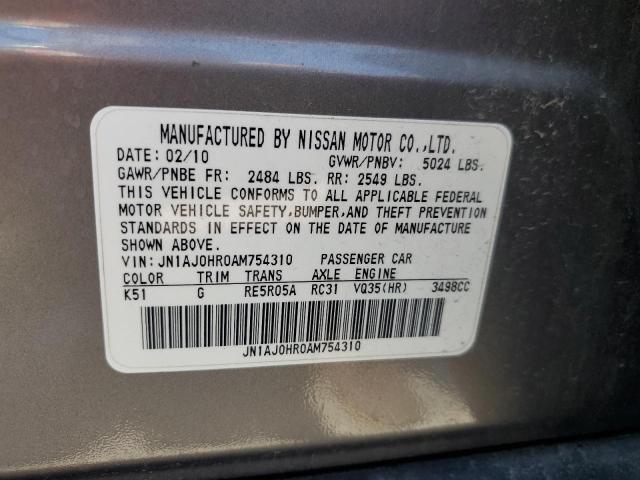 MANUFACTURED BY NISSAN MOTOR CO.,LTD.
DATE: 02/10 GVWR/PNBV: 5024 LBS.
GAWR/PNBE FR: 2484 LBS. RR: 2549 LBS.
THIS VEHICLE CONFORMS TO ALL APPLICABLE FEDERAL
MOTOR VEHICLE SAFETY,BUMPER,AND THEFT PREVENTION
STANDARDS IN EFFECT ON THE DATE OF MANUFACTURE
SHOWN ABOVE.
VIN: JN1AJ0HR0AM754310 PASSENGER CAR
COLOR TRIM TRANS AXLE ENGINE
K51 G RE5R05A RC31 VQ35(HR) 3498CC
JN1AJ0HR0AM754310